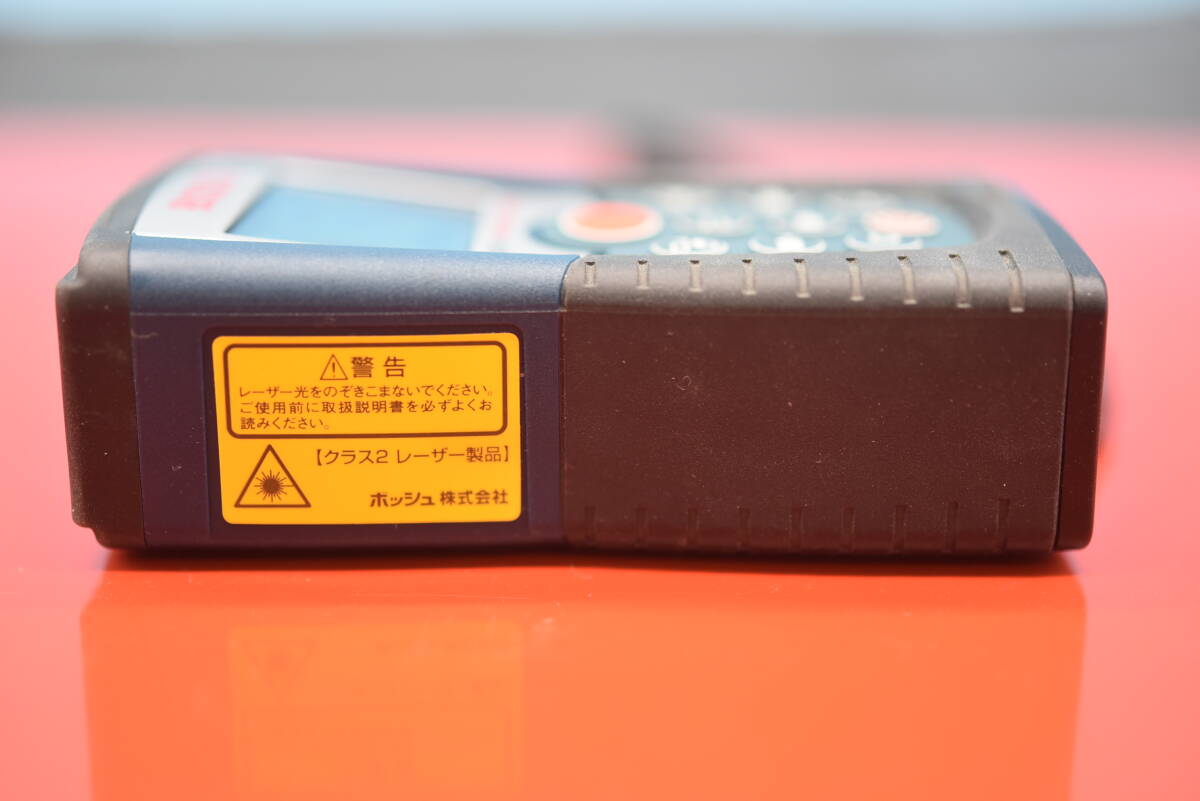 BOSCH
⚠警告
レーザー光をのぞきこまないでください。
ご使用前に取扱説明書を必ずよくお
読みください。
【クラス2 レーザー製品】
ボッシュ株式会社